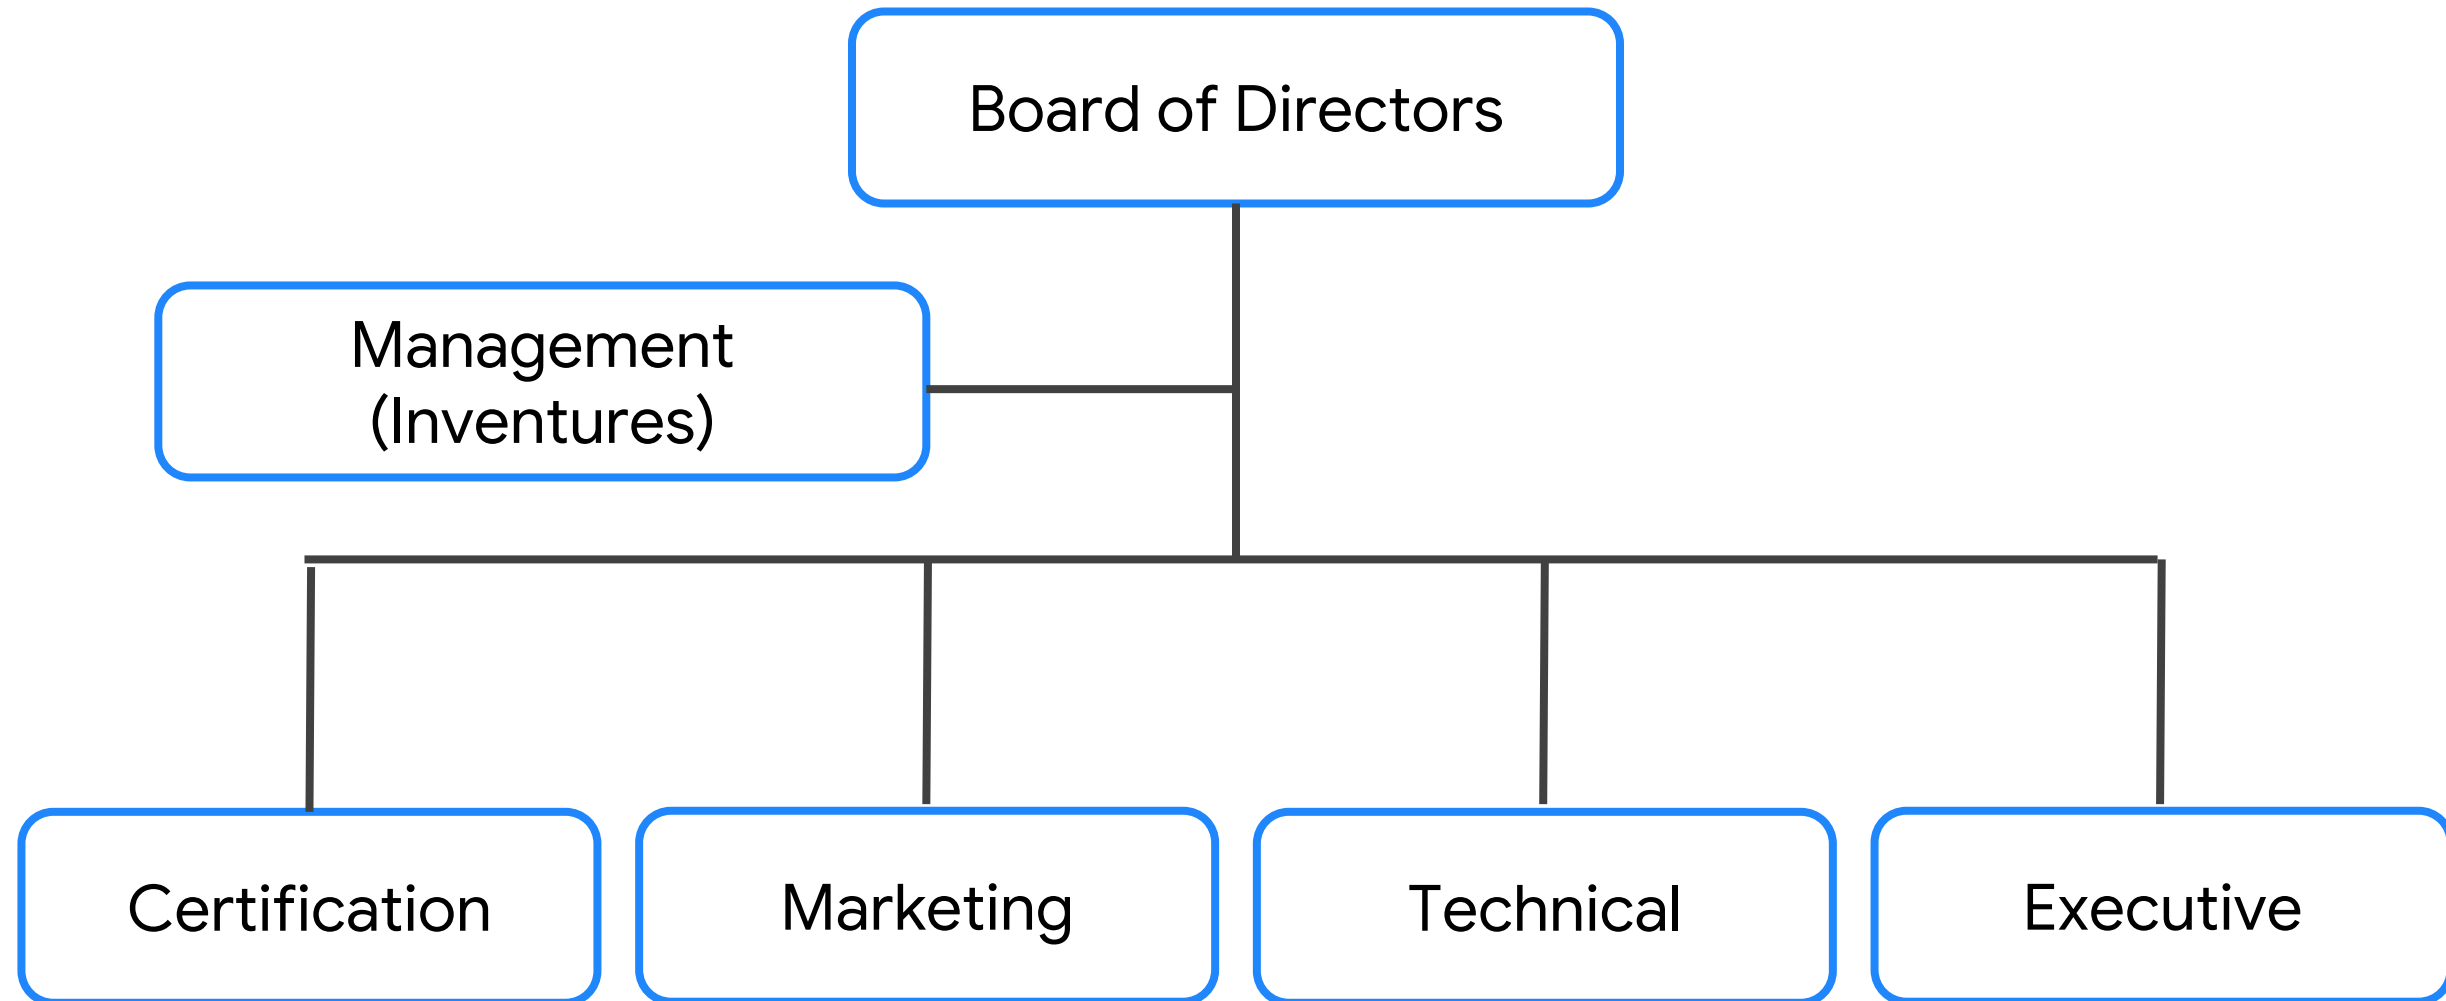 Board of Directors
Management
(Inventures)
Certification
Marketing
Technical
Executive